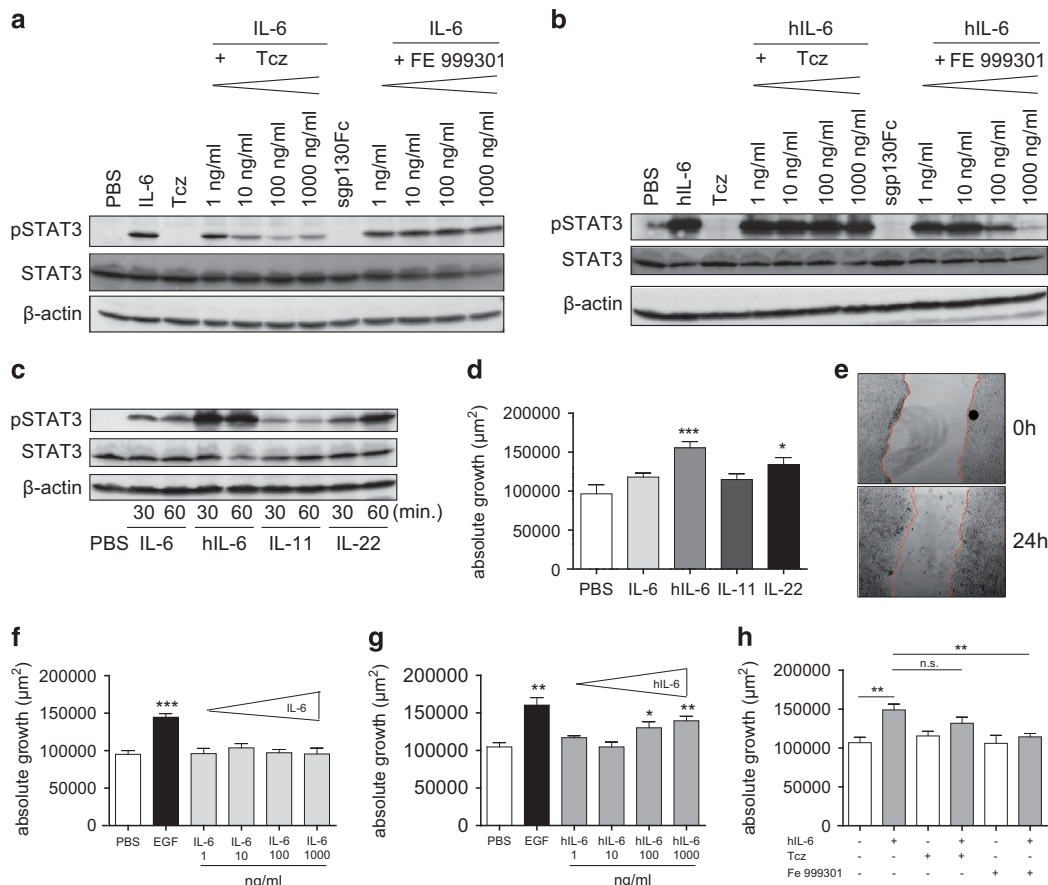 a
IL-6
IL-6
+ Tcz
+ FE 999301
PBS
IL-6
Tcz
1 ng/ml
10 ng/ml
100 ng/ml
1000 ng/ml
sgp130Fc
1 ng/ml
10 ng/ml
100 ng/ml
1000 ng/ml
pSTAT3
STAT3
β-actin
b
hIL-6
hIL-6
+ Tcz
+ FE 999301
PBS
hIL-6
Tcz
1 ng/ml
10 ng/ml
100 ng/ml
1000 ng/ml
sgp130Fc
1 ng/ml
10 ng/ml
100 ng/ml
1000 ng/ml
pSTAT3
STAT3
β-actin
c
pSTAT3
STAT3
β-actin
30 60 30 60 30 60 30 60 (min.)
PBS IL-6 hIL-6 IL-11 IL-22
d
absolute growth (µm²)
200000
150000
100000
50000
0
***
*
PBS IL-6 hIL-6 IL-11 IL-22
e
0h
24h
f
absolute growth (µm²)
200000
150000
100000
50000
0
***
IL-6
PBS EGF IL-6 IL-6 IL-6 IL-6
1 10 100 1000
ng/ml
g
absolute growth (µm²)
200000
150000
100000
50000
0
**
hIL-6
*
**
PBS EGF hIL-6 hIL-6 hIL-6 hIL-6
1 10 100 1000
ng/ml
h
absolute growth (µm²)
200000
150000
100000
50000
0
**
n.s.
**
hIL-6 - + - + - +
Tcz - - + + - -
Fe 999301 - - - - + +